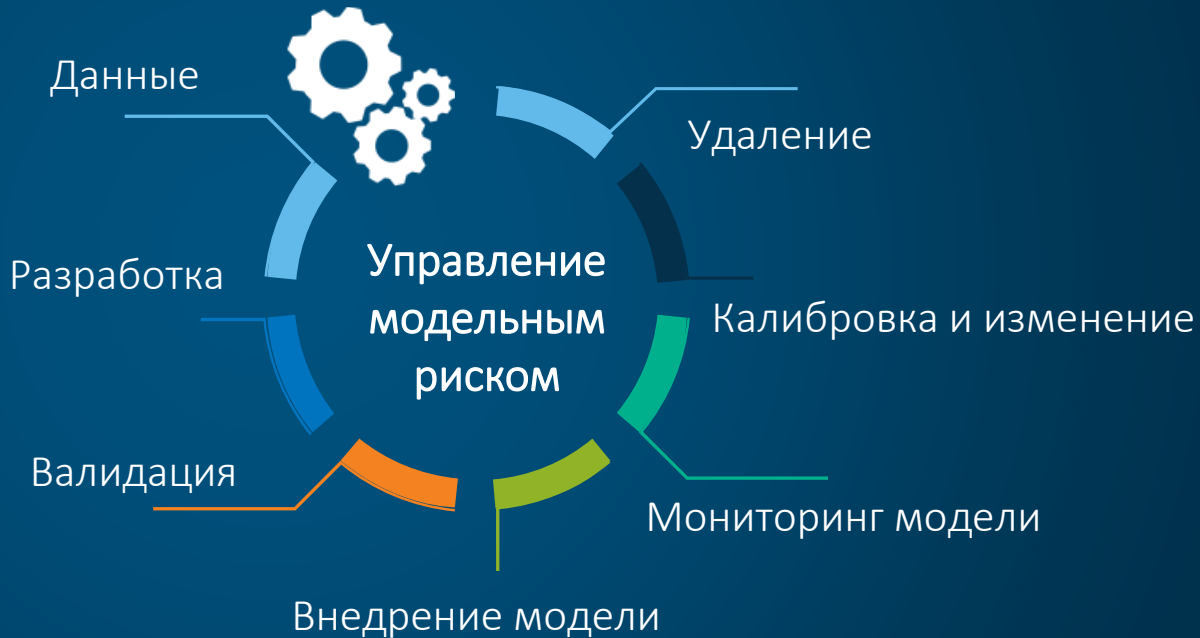 Данные
Удаление
Разработка
Управление
модельным
риском
Калибровка и изменение
Валидация
Мониторинг модели
Внедрение модели